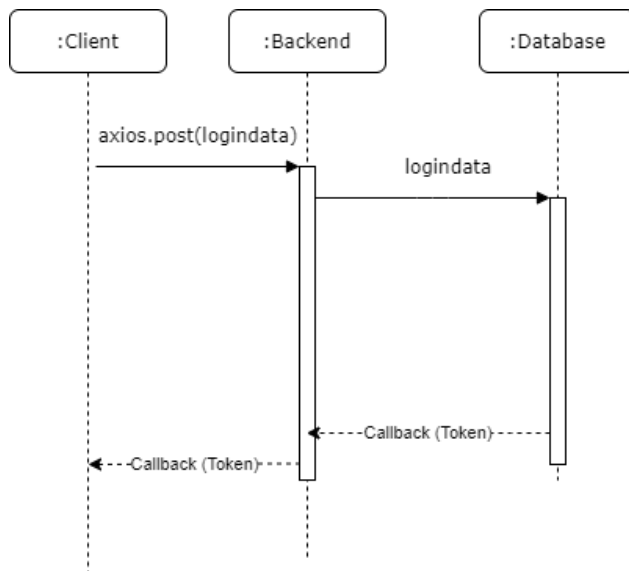 :Client
:Backend
:Database
axios.post(logindata)
logindata
Callback (Token)
Callback (Token)